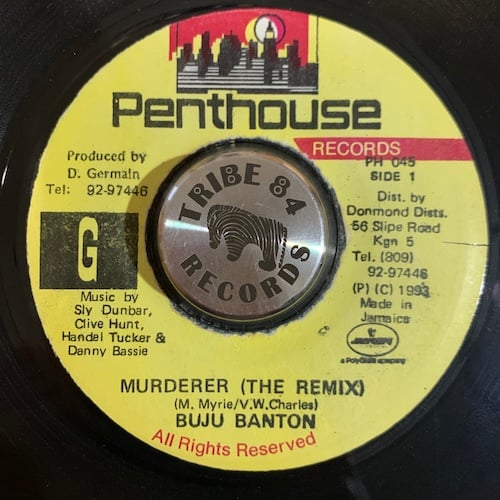 Penthouse
RECORDS
Produced by
D. Germain
Tel: 92-97446
PH 045
SIDE 1
Dist. by
Donmond Dists.
56 Slipe Road
Kgn 5
Tel. (809)
92-97446
(P) (C) 1993
Made in
Jamaica
a PolyGram company
TRIBE 84
RECORDS
G
Music by
Sly Dunbar,
Clive Hunt,
Handel Tucker &
Danny Bassie
MURDERER (THE REMIX)
(M. Myrie/V.W.Charles)
BUJU BANTON
All Rights Reserved